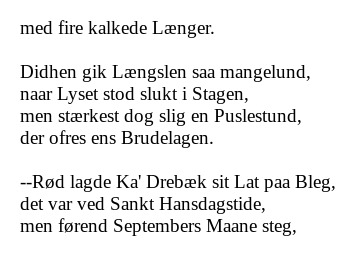 med fire kalkede Længer.

Didhen gik Længslen saa mangelund,
naar Lyset stod slukt i Stagen,
men stærkest dog slig en Puslestund,
der ofres ens Brudelagen.

--Rød lagde Ka' Drebæk sit Lat paa Bleg,
det var ved Sankt Hansdagstide,
men førend Septembers Maane steg,